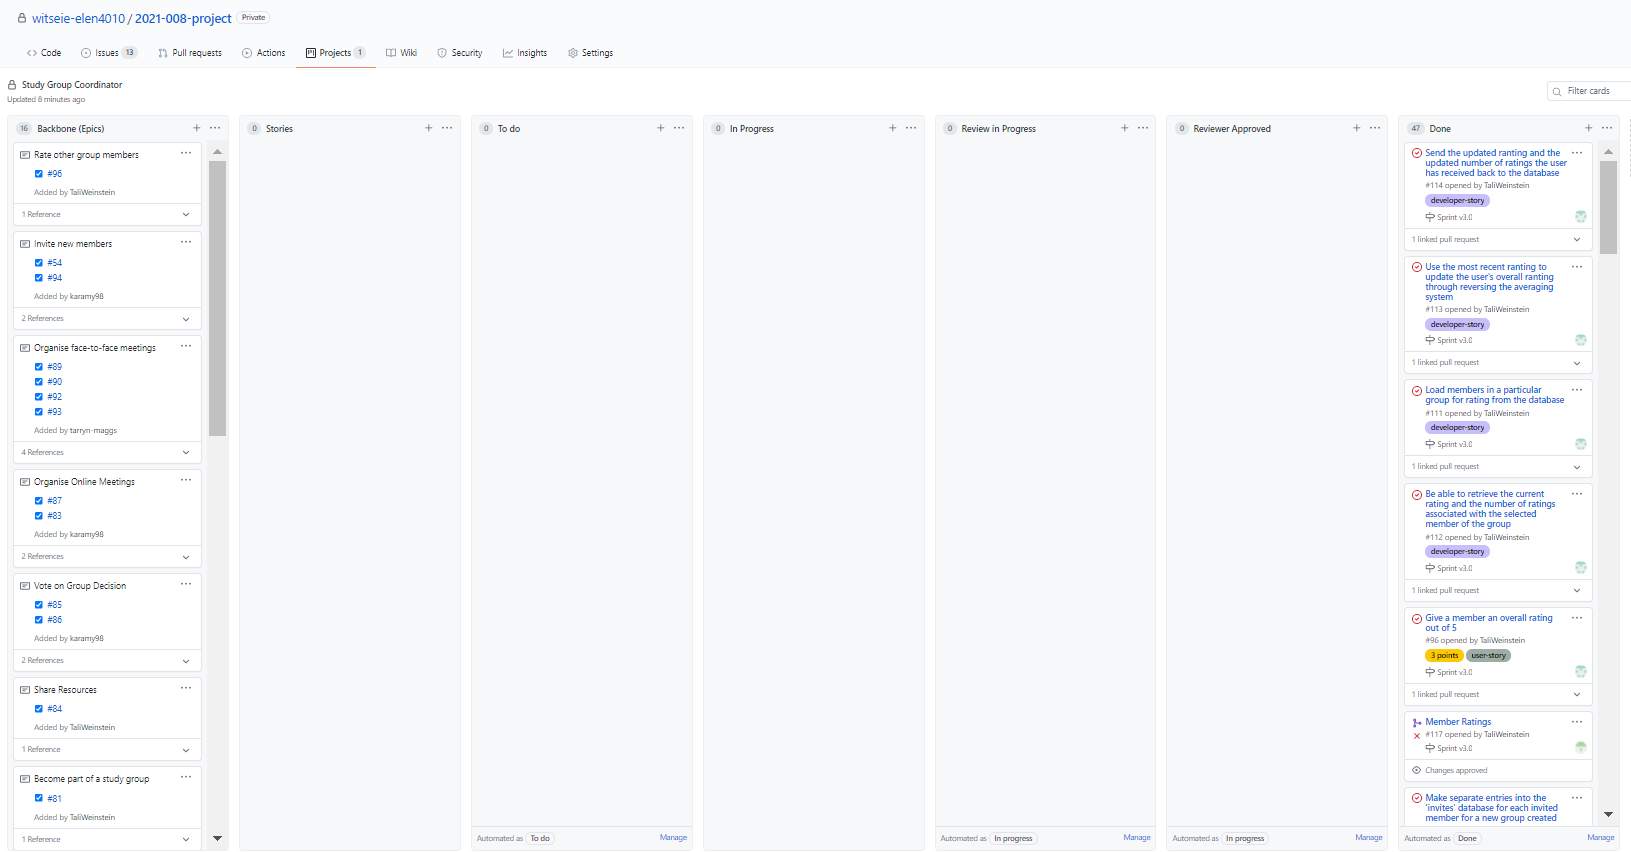 witseie-elen4010 / 2021-008-project Private
Code Issues 13 Pull requests Actions Projects 1 Wiki Security Insights Settings
Study Group Coordinator
Updated 8 minutes ago
Filter cards
16 Backbone (Epics)
Rate other group members
#96
Added by TaliWeinstein
1 Reference
Invite new members
#54
#94
Added by karamy98
2 References
Organise face-to-face meetings
#89
#90
#92
#93
Added by tarryn-maggs
4 References
Organise Online Meetings
#87
#83
Added by karamy98
2 References
Vote on Group Decision
#85
#86
Added by karamy98
2 References
Share Resources
#84
Added by TaliWeinstein
1 Reference
Become part of a study group
#81
Added by TaliWeinstein
1 Reference
0 Stories
0 To do
Automated as To do Manage
0 In Progress
0 Review in Progress
Automated as In progress Manage
0 Reviewer Approved
Automated as In progress Manage
47 Done
Send the updated ranting and the
updated number of ratings the user
has received back to the database
#114 opened by TaliWeinstein
developer-story
Sprint v3.0
1 linked pull request
Use the most recent ranting to
update the user's overall ranting
through reversing the averaging
system
#113 opened by TaliWeinstein
developer-story
Sprint v3.0
1 linked pull request
Load members in a particular
group for rating from the database
#111 opened by TaliWeinstein
developer-story
Sprint v3.0
1 linked pull request
Be able to retrieve the current
rating and the number of ratings
associated with the selected
member of the group
#112 opened by TaliWeinstein
developer-story
Sprint v3.0
1 linked pull request
Give a member an overall rating
out of 5
#96 opened by TaliWeinstein
3 points user-story
Sprint v3.0
1 linked pull request
Member Ratings
#117 opened by TaliWeinstein
Sprint v3.0
Changes approved
Make separate entries into the
'invites' database for each invited
member for a new group created
Automated as Done Manage